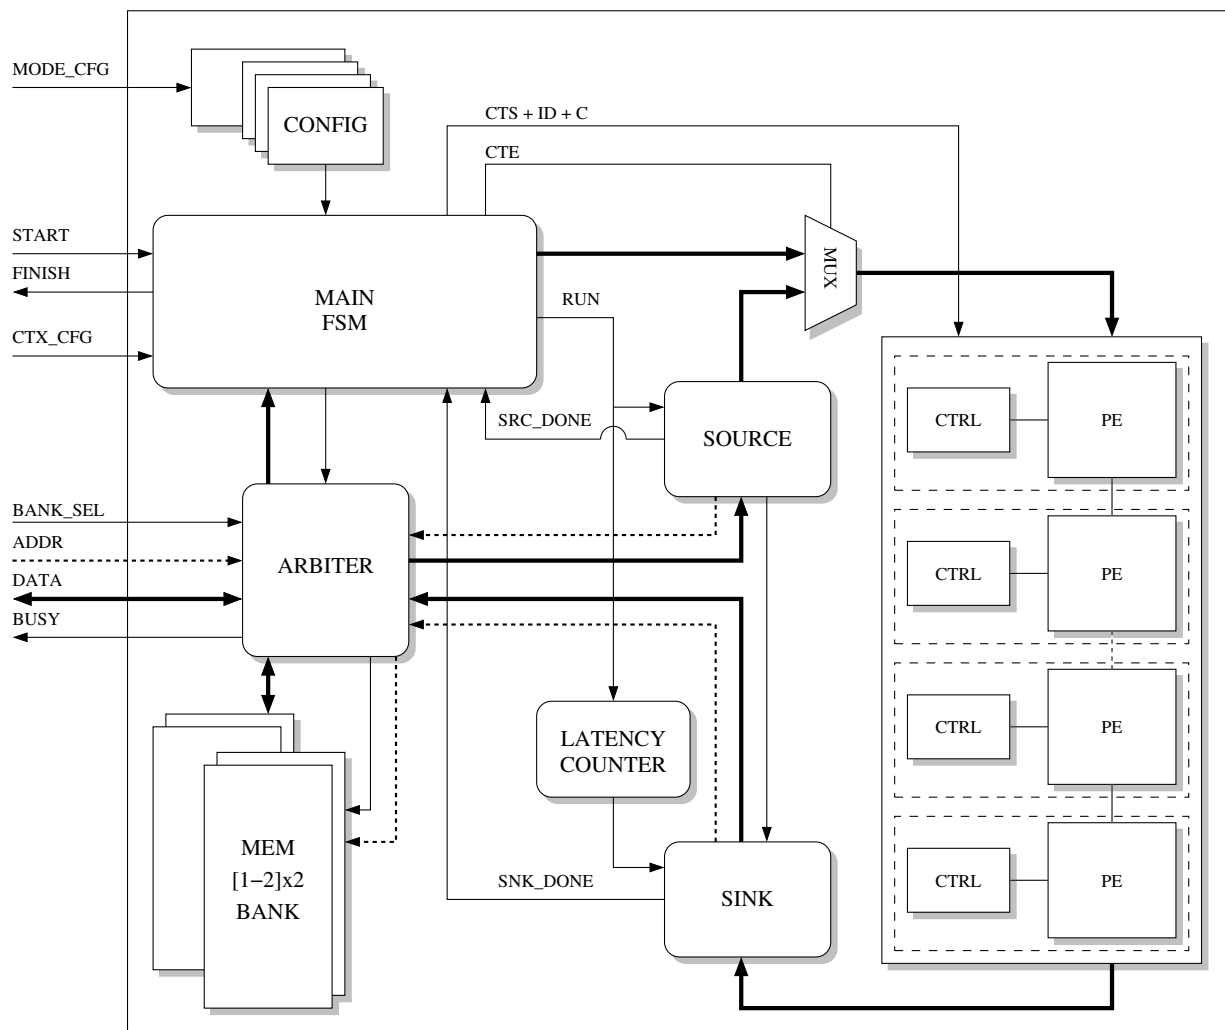 MODE_CFG
CONFIG
CTS + ID + C
CTE
START
FINISH
CTX_CFG
MAIN
FSM
RUN
MUX
SRC_DONE
SOURCE
CTRL
PE
BANK_SEL
ADDR
DATA
BUSY
ARBITER
CTRL
PE
LATENCY
COUNTER
CTRL
PE
MEM
[1−2]x2
BANK
SNK_DONE
SINK
CTRL
PE